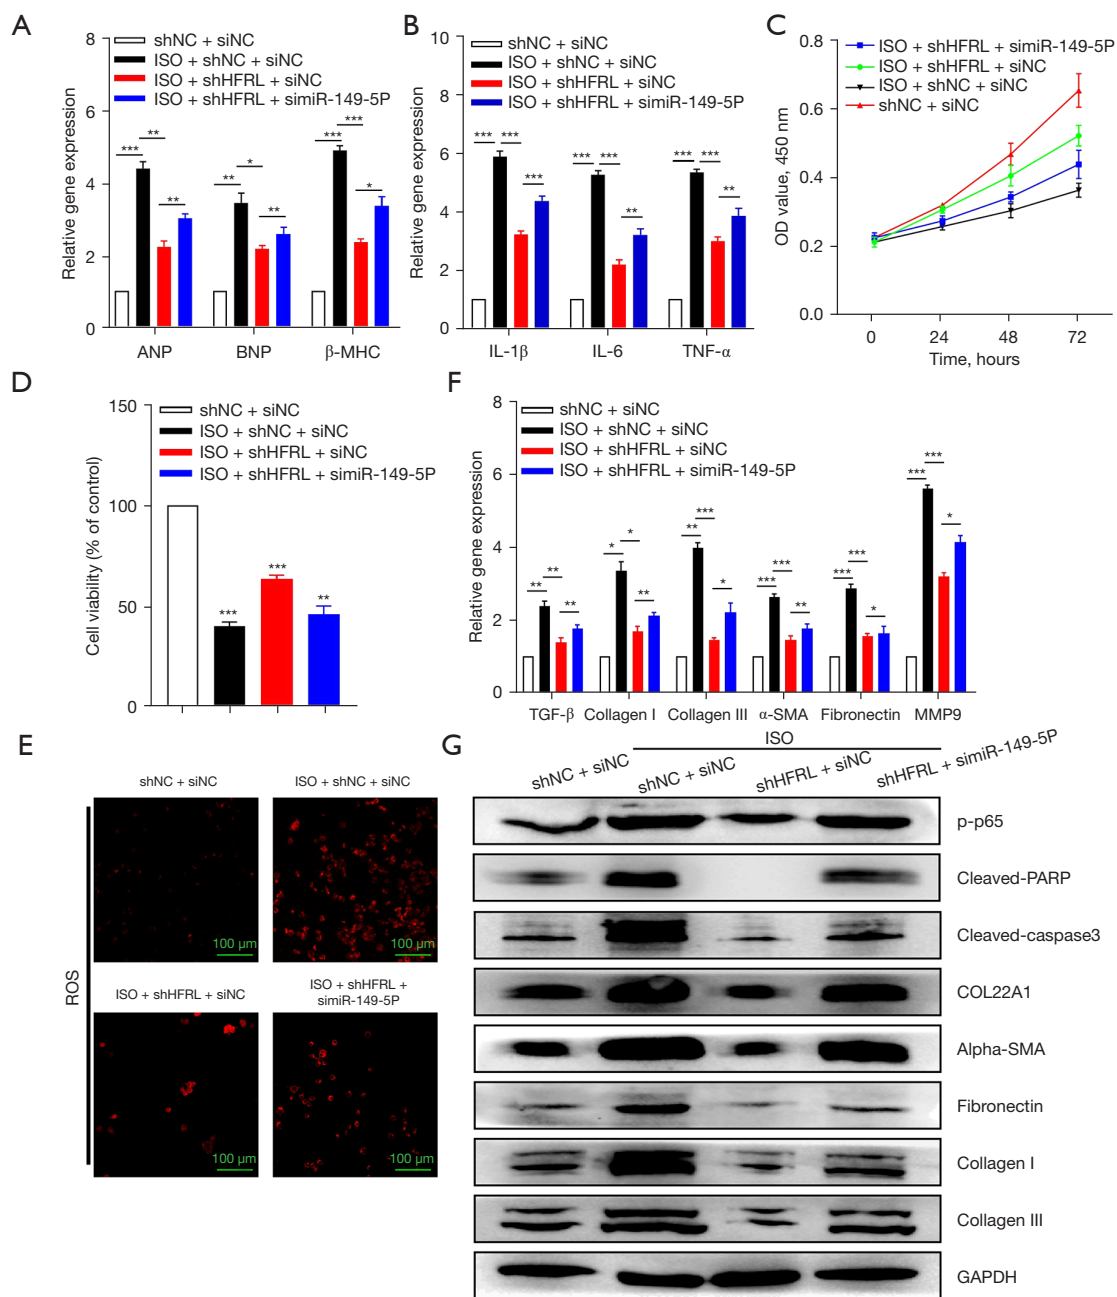 A
8
6
4
2
0
Relative gene expression
shNC + siNC
ISO + shNC + siNC
ISO + shHFRL + siNC
ISO + shHFRL + simiR-149-5P
***
**
**
**
*
**
***
***
*
ANP
BNP
β-MHC
B
10
8
6
4
2
0
Relative gene expression
shNC + siNC
ISO + shNC + siNC
ISO + shHFRL + siNC
ISO + shHFRL + simiR-149-5P
***
***
***
***
***
**
***
***
**
IL-1β
IL-6
TNF-α
C
0.8
0.6
0.4
0.2
0.0
OD value, 450 nm
ISO + shHFRL + simiR-149-5P
ISO + shHFRL + siNC
ISO + shNC + siNC
shNC + siNC
0
24
48
72
Time, hours
D
150
100
50
0
Cell viability (% of control)
shNC + siNC
ISO + shNC + siNC
ISO + shHFRL + siNC
ISO + shHFRL + simiR-149-5P
***
***
**
F
8
6
4
2
0
Relative gene expression
shNC + siNC
ISO + shNC + siNC
ISO + shHFRL + siNC
ISO + shHFRL + simiR-149-5P
**
**
**
*
*
**
**
***
*
***
***
**
***
***
*
***
***
*
TGF-β
Collagen I
Collagen III
α-SMA
Fibronectin
MMP9
E
ROS
shNC + siNC
100 μm
ISO + shNC + siNC
100 μm
ISO + shHFRL + siNC
100 μm
ISO + shHFRL +
simiR-149-5P
100 μm
G
ISO
shNC + siNC
shNC + siNC
shHFRL + siNC
shHFRL + simiR-149-5P
p-p65
Cleaved-PARP
Cleaved-caspase3
COL22A1
Alpha-SMA
Fibronectin
Collagen I
Collagen III
GAPDH